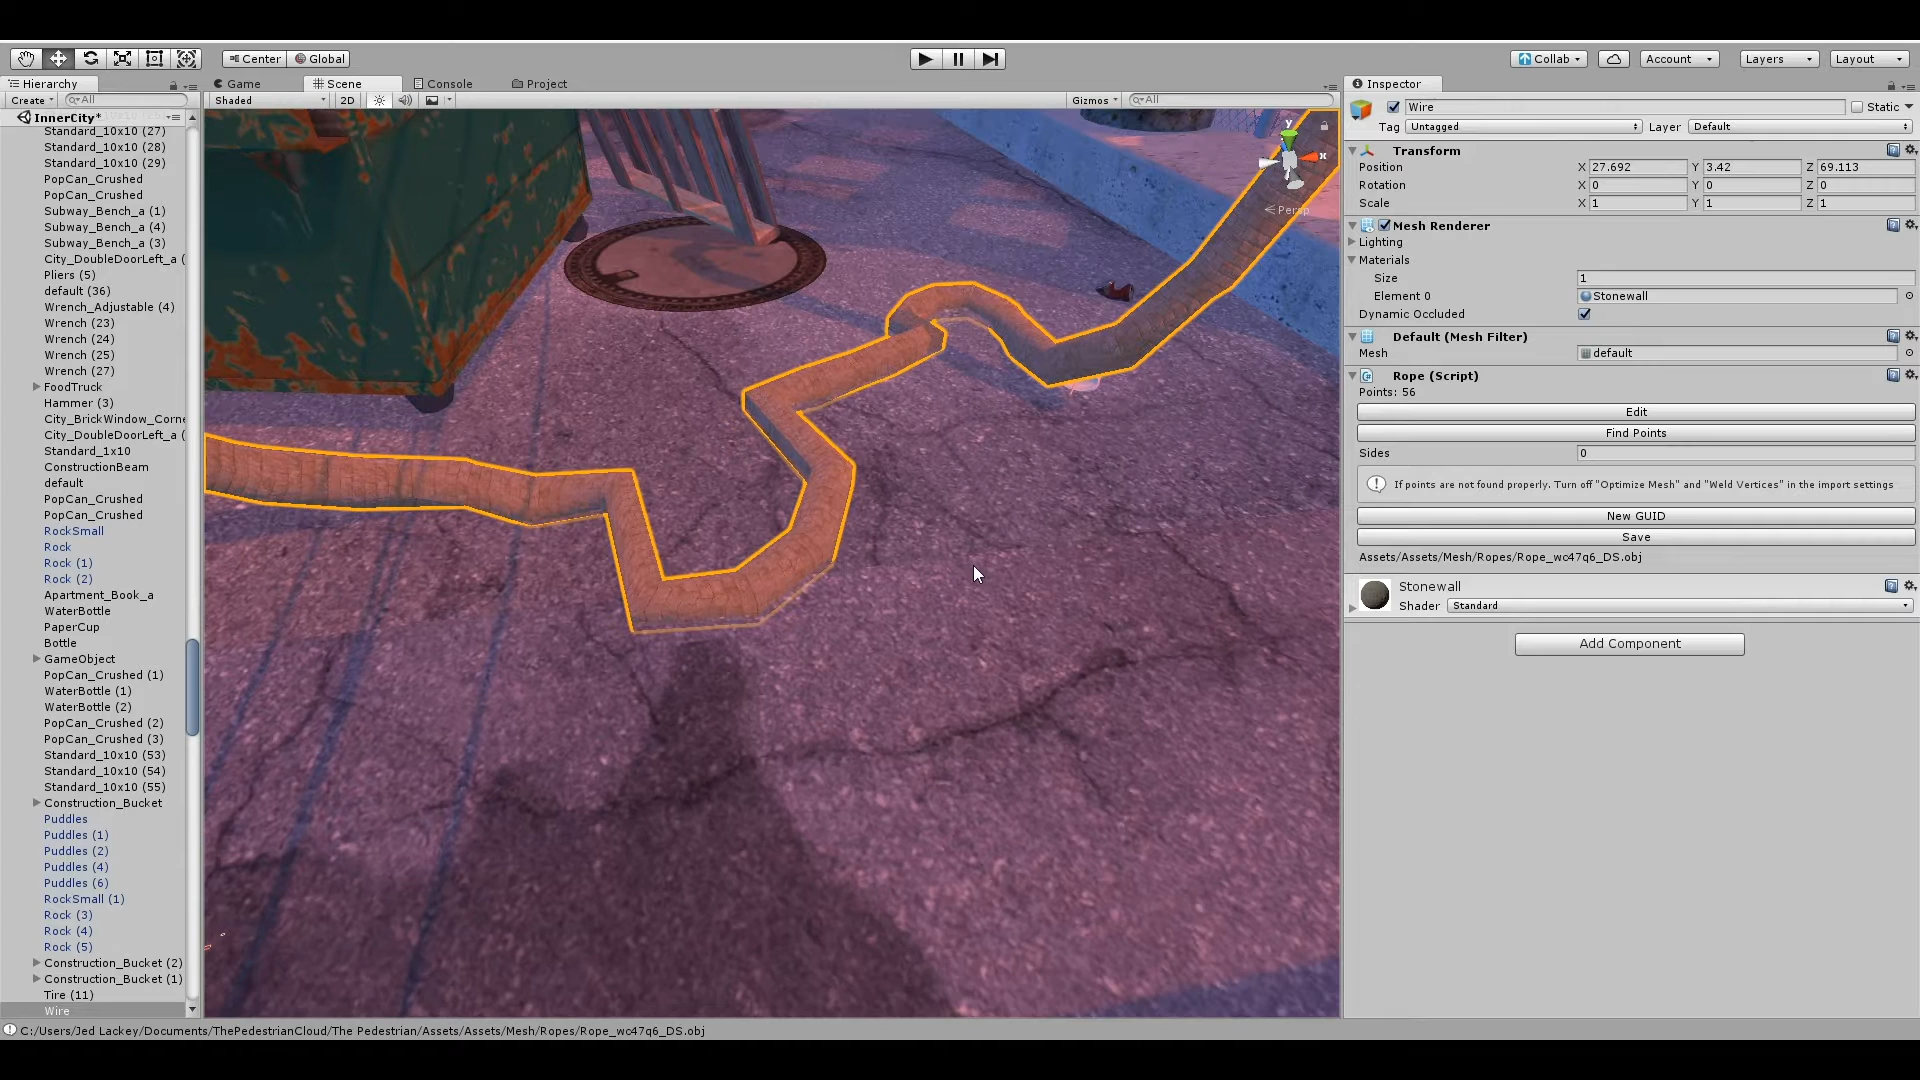 Center Global
Collab Account Layers Layout
Hierarchy
Game Scene Console Project
Inspector
Create All
Shaded 2D Gizmos All
InnerCity*
Standard_10x10 (27)
Standard_10x10 (28)
Standard_10x10 (29)
PopCan_Crushed
PopCan_Crushed
Subway_Bench_a (1)
Subway_Bench_a (4)
Subway_Bench_a (3)
City_DoubleDoorLeft_a (
Pliers (5)
default (36)
Wrench_Adjustable (4)
Wrench (23)
Wrench (24)
Wrench (25)
Wrench (27)
FoodTruck
Hammer (3)
City_BrickWindow_Corne
City_DoubleDoorLeft_a (
Standard_1x10
ConstructionBeam
default
PopCan_Crushed
PopCan_Crushed
RockSmall
Rock
Rock (1)
Rock (2)
Apartment_Book_a
WaterBottle
PaperCup
Bottle
GameObject
PopCan_Crushed (1)
WaterBottle (1)
WaterBottle (2)
PopCan_Crushed (2)
PopCan_Crushed (3)
Standard_10x10 (53)
Standard_10x10 (54)
Standard_10x10 (55)
Construction_Bucket
Puddles
Puddles (1)
Puddles (2)
Puddles (4)
Puddles (6)
RockSmall (1)
Rock (3)
Rock (4)
Rock (5)
Construction_Bucket (2)
Construction_Bucket (1)
Tire (11)
Wire
y
x
Persp
Wire Static
Tag Untagged Layer Default
Transform
Position X 27.692 Y 3.42 Z 69.113
Rotation X 0 Y 0 Z 0
Scale X 1 Y 1 Z 1
Mesh Renderer
Lighting
Materials
Size 1
Element 0 Stonewall
Dynamic Occluded
Default (Mesh Filter)
Mesh default
Rope (Script)
Points: 56
Edit
Find Points
Sides 0
If points are not found properly. Turn off "Optimize Mesh" and "Weld Vertices" in the import settings
New GUID
Save
Assets/Assets/Mesh/Ropes/Rope_wc47q6_DS.obj
Stonewall
Shader Standard
Add Component
C:/Users/Jed Lackey/Documents/ThePedestrianCloud/The Pedestrian/Assets/Assets/Mesh/Ropes/Rope_wc47q6_DS.obj